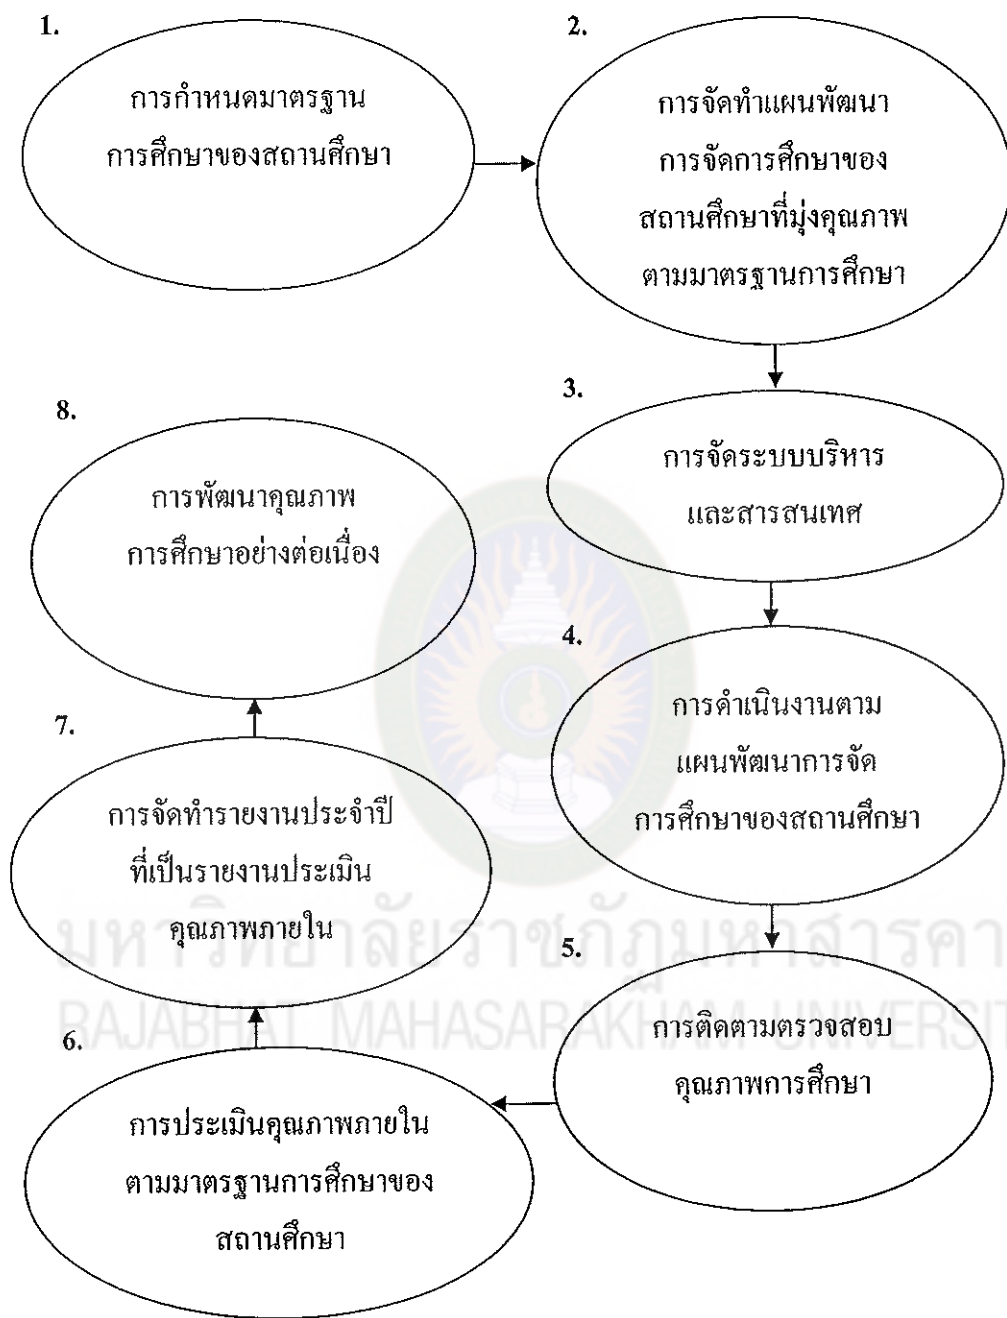 1.
การกำหนดมาตรฐาน
การศึกษาของสถานศึกษา
2.
การจัดทำแผนพัฒนา
การจัดการศึกษาของ
สถานศึกษาที่มุ่งคุณภาพ
ตามมาตรฐานการศึกษา
3.
การจัดระบบบริหาร
และสารสนเทศ
4.
การดำเนินงานตาม
แผนพัฒนาการจัด
การศึกษาของสถานศึกษา
5.
การติดตามตรวจสอบ
คุณภาพการศึกษา
6.
การประเมินคุณภาพภายใน
ตามมาตรฐานการศึกษาของ
สถานศึกษา
7.
การจัดทำรายงานประจำปี
ที่เป็นรายงานประเมิน
คุณภาพภายใน
8.
การพัฒนาคุณภาพ
การศึกษาอย่างต่อเนื่อง
มหาวิทยาลัยราชภัฏมหาสารคา
RAJABHAT MAHASARAKHAM UNIVERSIT